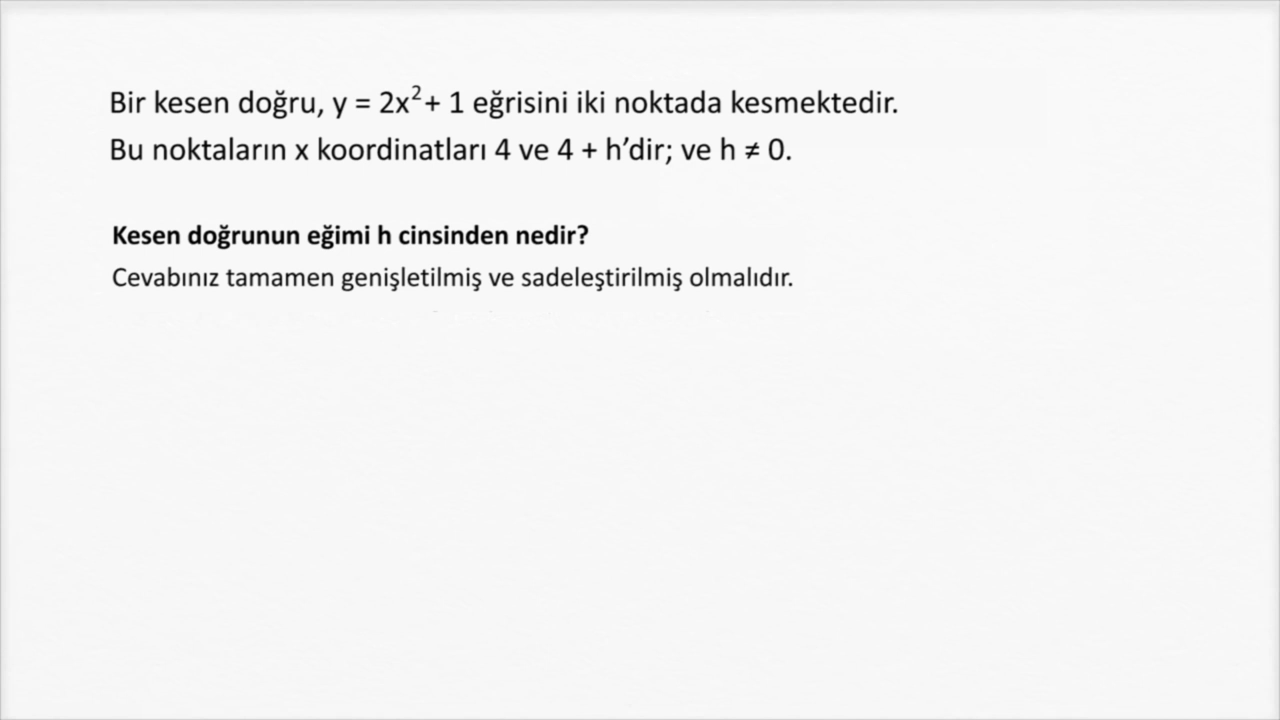 Bir kesen doğru, y = 2x²+ 1 eğrisini iki noktada kesmektedir.
Bu noktaların x koordinatları 4 ve 4 + h’dir; ve h ≠ 0.
Kesen doğrunun eğimi h cinsinden nedir?
Cevabınız tamamen genişletilmiş ve sadeleştirilmiş olmalıdır.